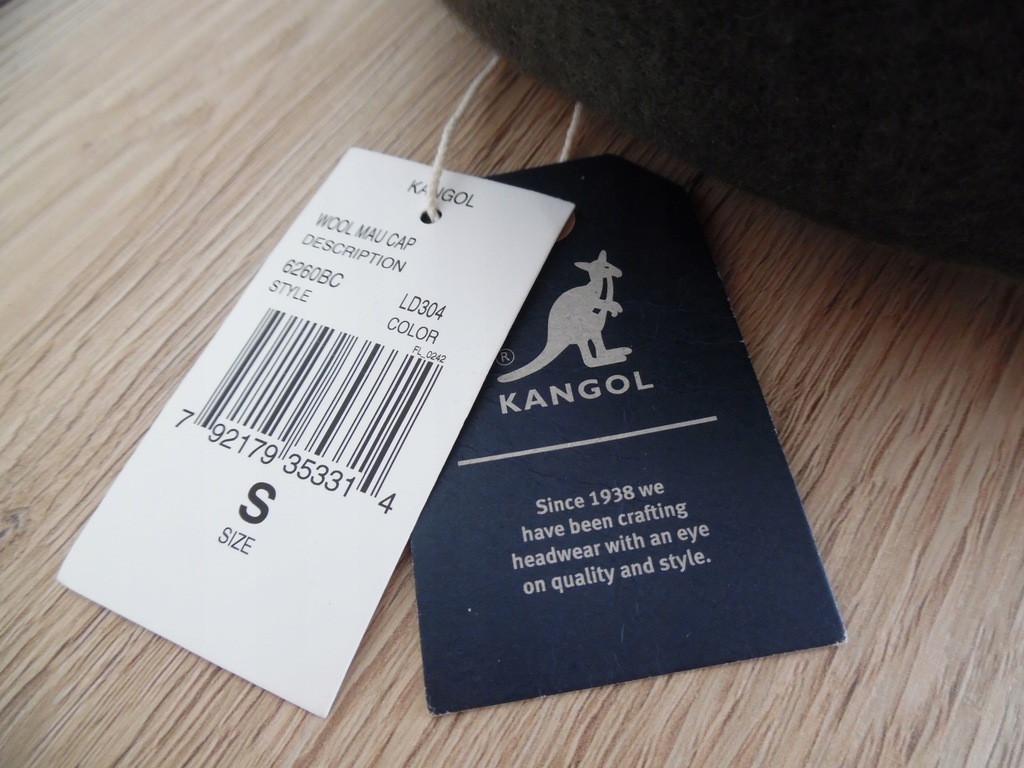 KANGOL
WOOL MAU CAP
DESCRIPTION
6260BC
STYLE
LD304
COLOR
FL_0242
7 92179 35331 4
S
SIZE
®
KANGOL
Since 1938 we
have been crafting
headwear with an eye
on quality and style.